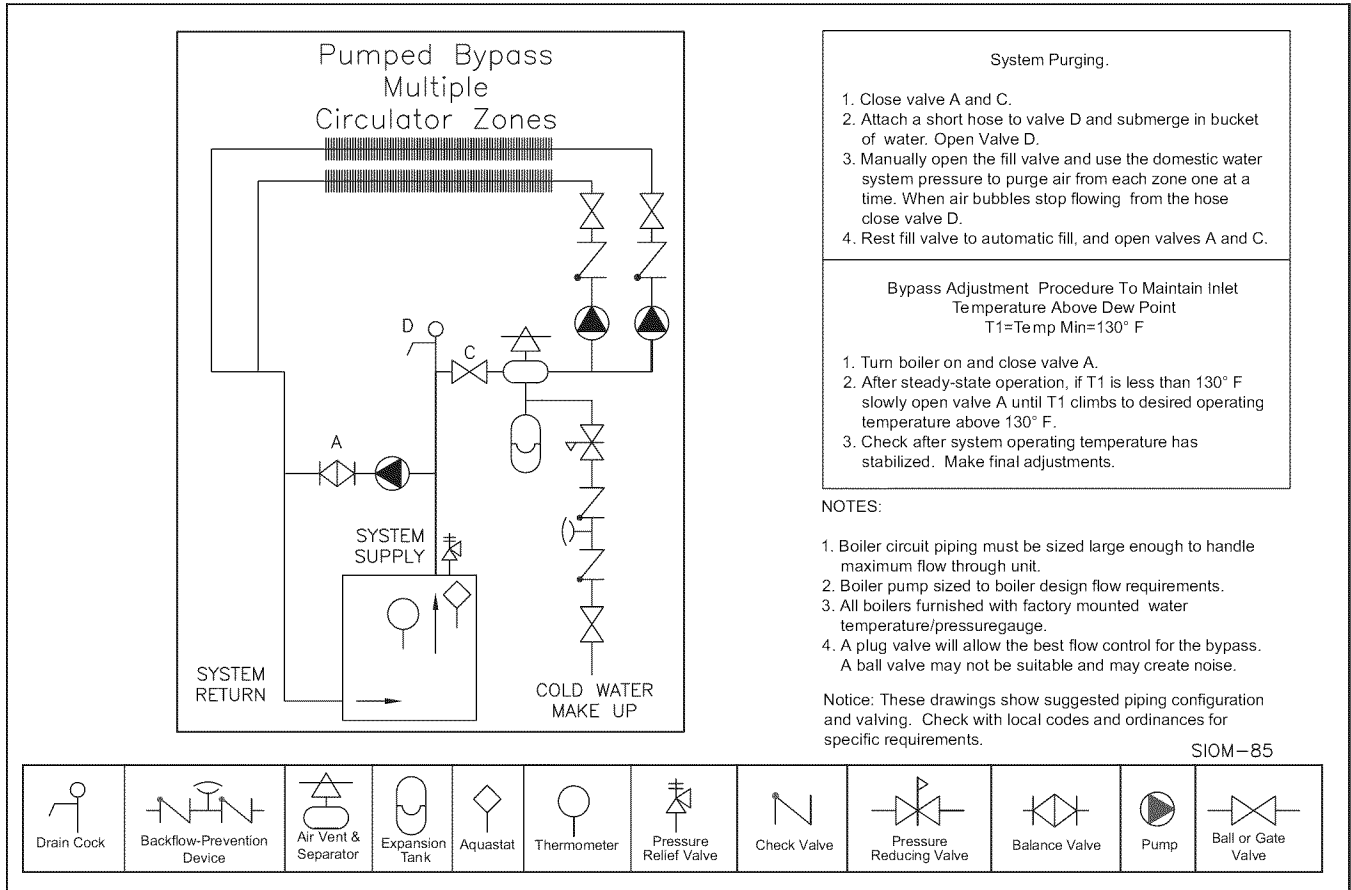 Pumped Bypass
Multiple
Circulator Zones
D
C
A
SYSTEM
SUPPLY
SYSTEM
RETURN
COLD WATER
MAKE UP
System Purging.
1. Close valve A and C.
2. Attach a short hose to valve D and submerge in bucket
of water. Open Valve D.
3. Manually open the fill valve and use the domestic water
system pressure to purge air from each zone one at a
time. When air bubbles stop flowing from the hose
close valve D.
4. Rest fill valve to automatic fill, and open valves A and C.
Bypass Adjustment Procedure To Maintain Inlet
Temperature Above Dew Point
T1=Temp Min=130° F
1. Turn boiler on and close valve A.
2. After steady-state operation, if T1 is less than 130° F
slowly open valve A until T1 climbs to desired operating
temperature above 130° F.
3. Check after system operating temperature has
stabilized. Make final adjustments.
NOTES:
1. Boiler circuit piping must be sized large enough to handle
maximum flow through unit.
2. Boiler pump sized to boiler design flow requirements.
3. All boilers furnished with factory mounted water
temperature/pressuregauge.
4. A plug valve will allow the best flow control for the bypass.
A ball valve may not be suitable and may create noise.
Notice: These drawings show suggested piping configuration
and valving. Check with local codes and ordinances for
specific requirements.
SIOM-85
Drain Cock
Backflow-Prevention
Device
Air Vent &
Separator
Expansion
Tank
Aquastat
Thermometer
Pressure
Relief Valve
Check Valve
Pressure
Reducing Valve
Balance Valve
Pump
Ball or Gate
Valve